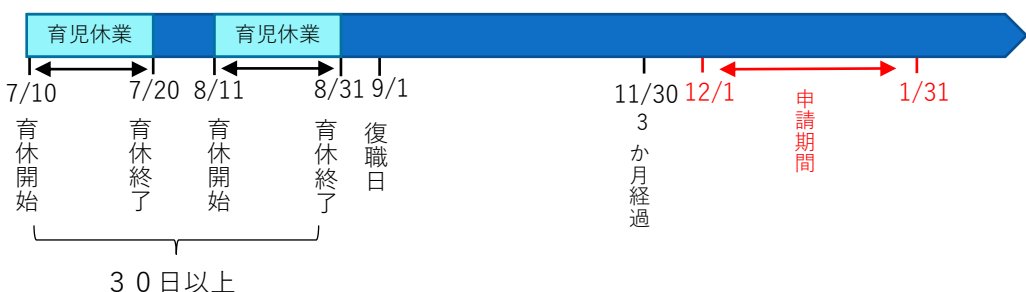 育児休業
育児休業
7/10
7/20
8/11
8/31
9/1
11/30
12/1
1/31
育休開始
育休終了
育休開始
育休終了
復職日
3か月経過
申請期間
30日以上